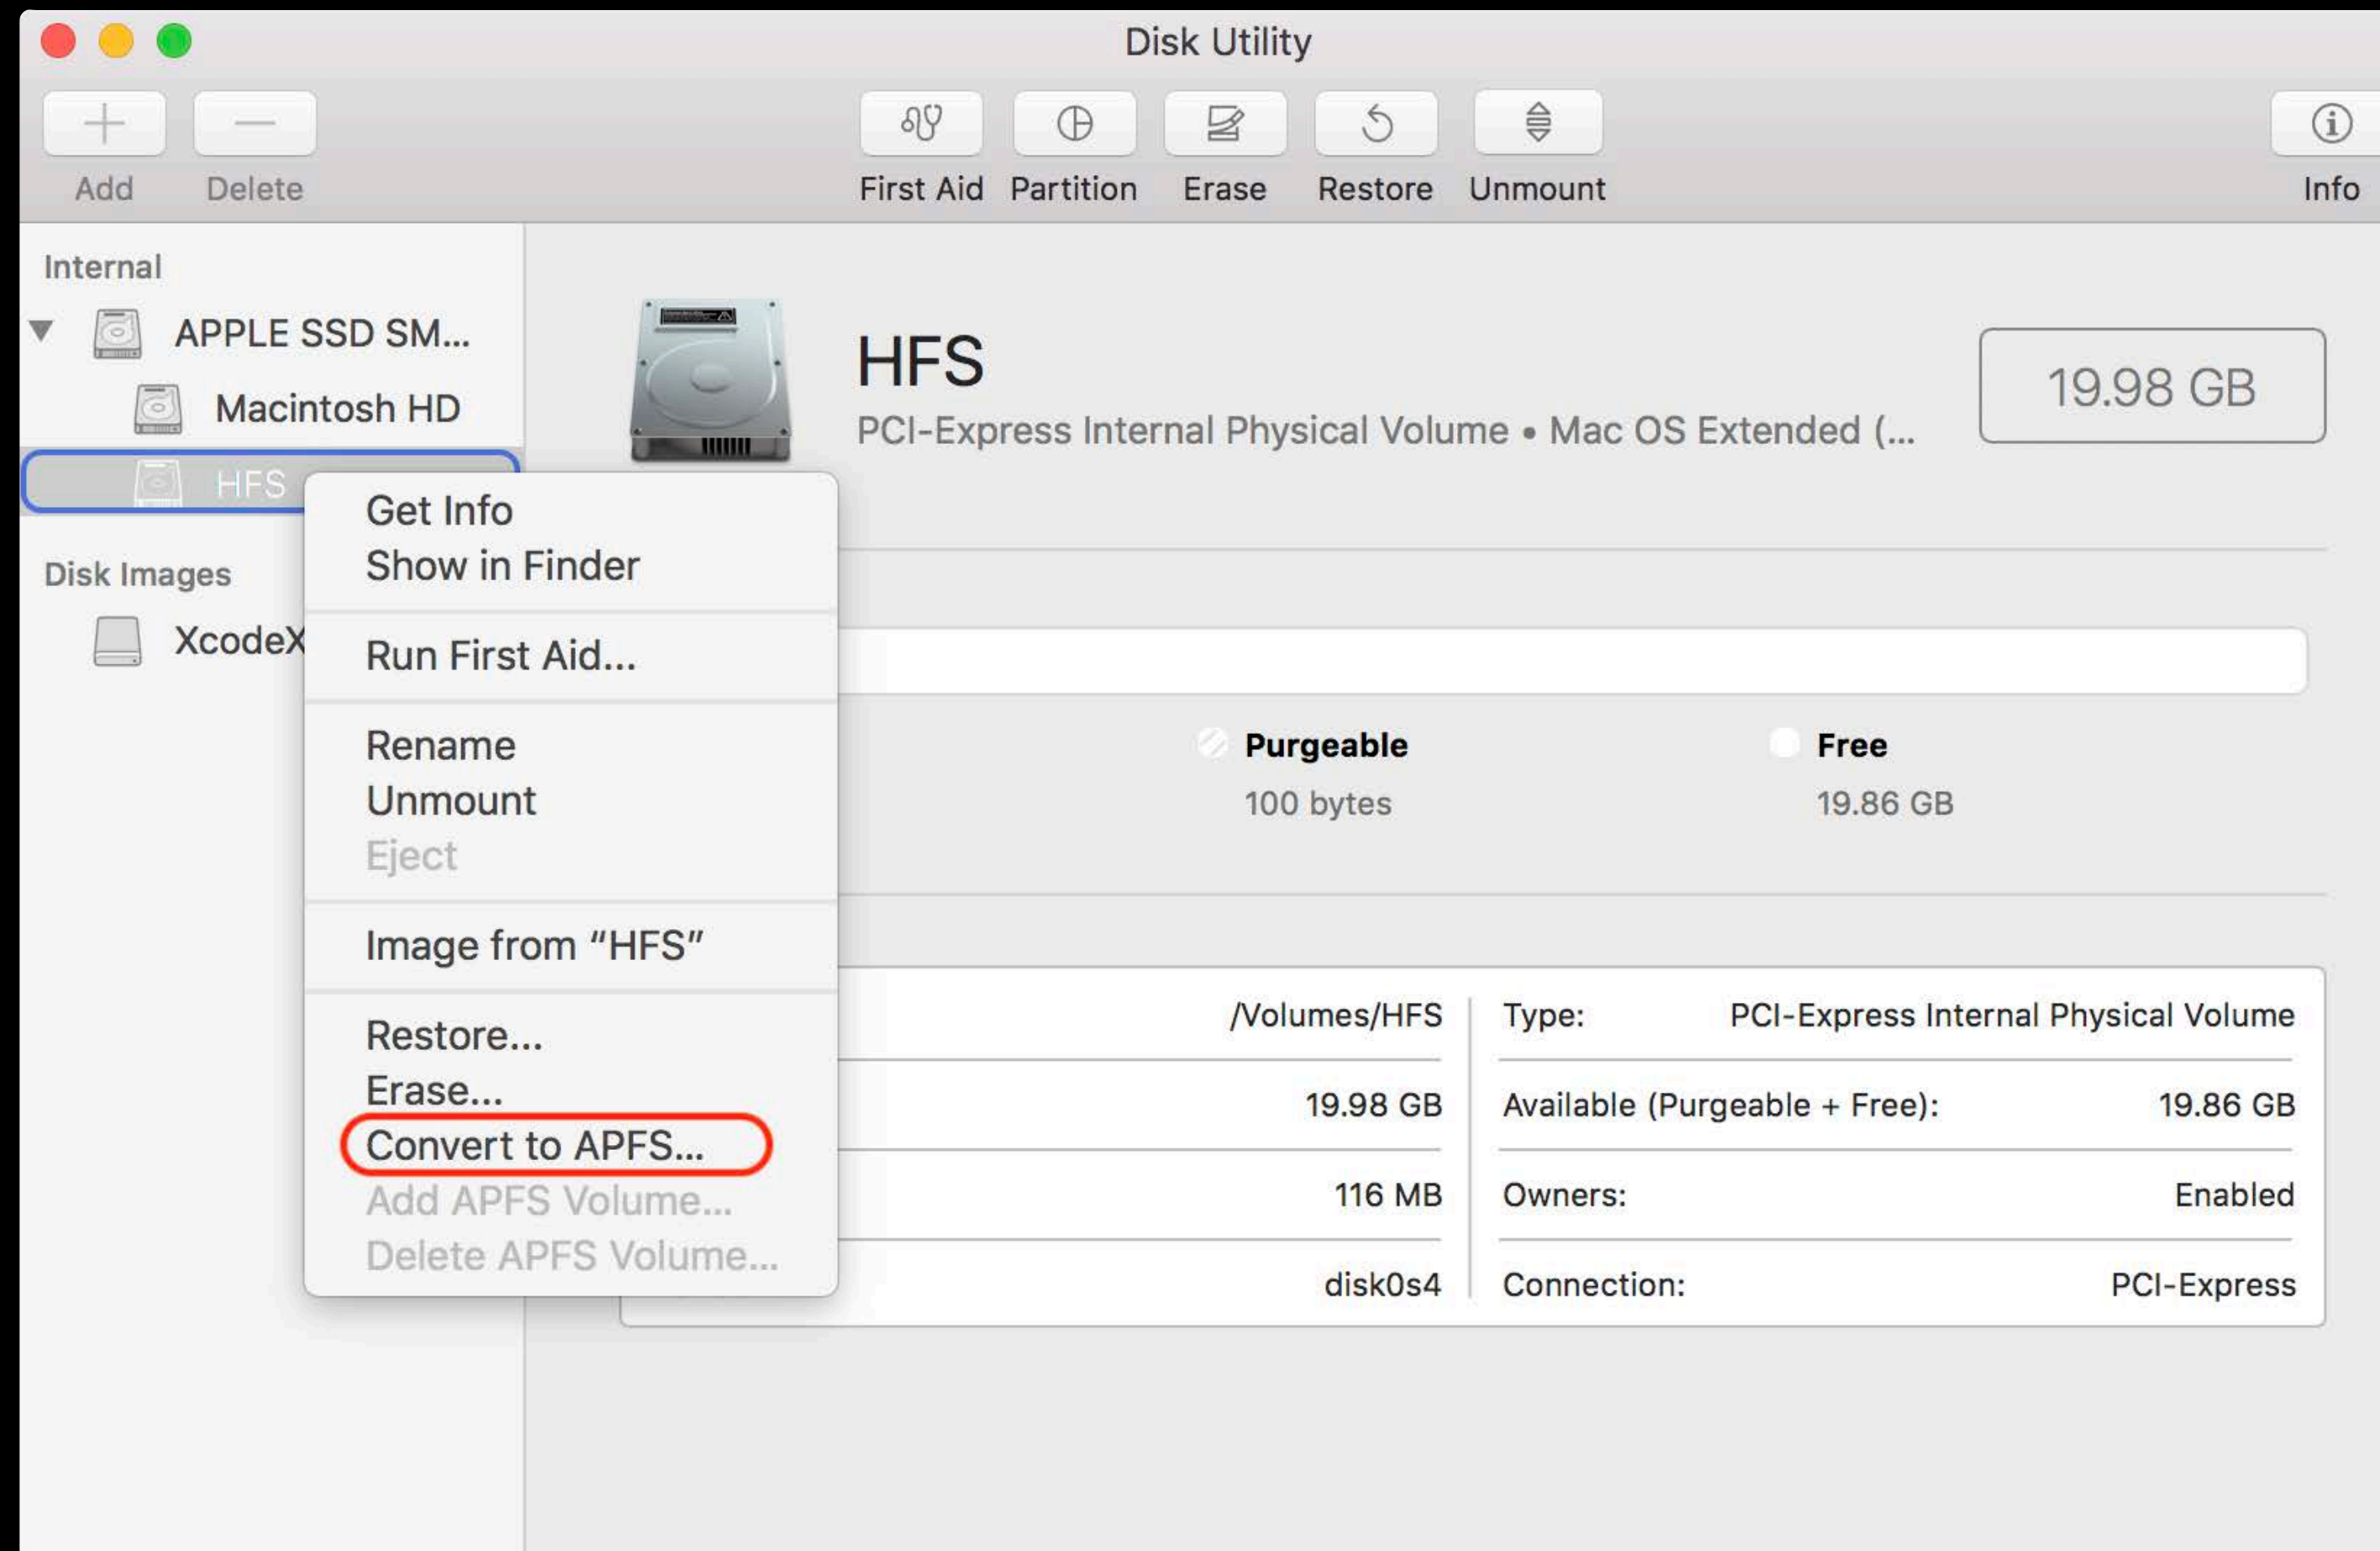 Disk Utility
Add Delete First Aid Partition Erase Restore Unmount Info
Internal
APPLE SSD SM...
Macintosh HD
HFS
Disk Images
XcodeX
Get Info
Show in Finder
Run First Aid...
Rename
Unmount
Eject
Image from “HFS”
Restore...
Erase...
Convert to APFS...
Add APFS Volume...
Delete APFS Volume...
HFS
PCI-Express Internal Physical Volume • Mac OS Extended (...
19.98 GB
Purgeable
100 bytes
Free
19.86 GB
/Volumes/HFS
19.98 GB
116 MB
disk0s4
Type: PCI-Express Internal Physical Volume
Available (Purgeable + Free): 19.86 GB
Owners: Enabled
Connection: PCI-Express